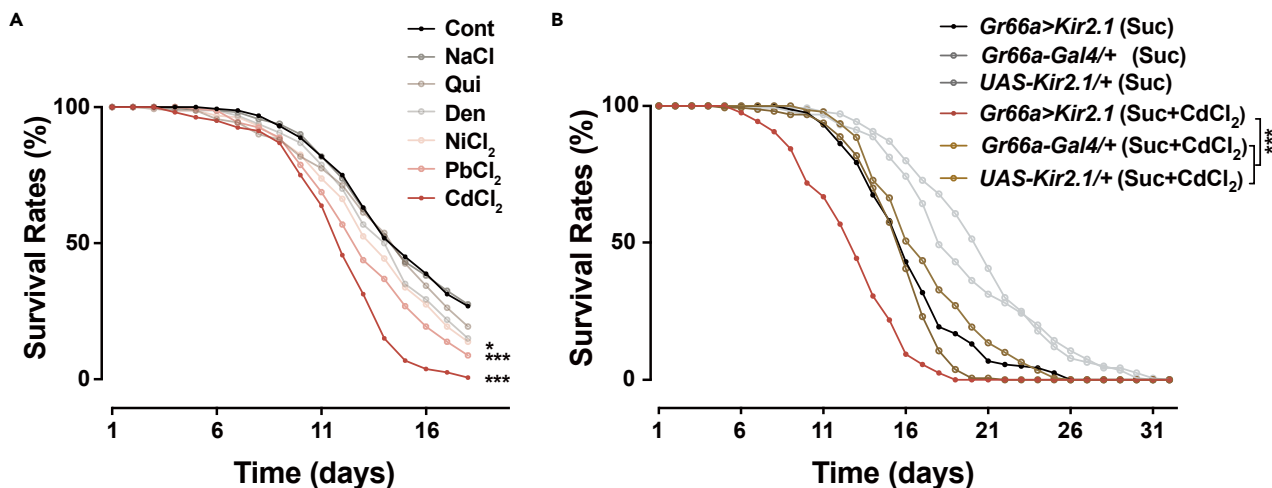 A
Cont
NaCl
Qui
Den
NiCl₂
PbCl₂
CdCl₂
Survival Rates (%)
100
50
0
*
***
***
1 6 11 16
Time (days)
B
Gr66a>Kir2.1 (Suc)
Gr66a-Gal4/+ (Suc)
UAS-Kir2.1/+ (Suc)
Gr66a>Kir2.1 (Suc+CdCl₂)
Gr66a-Gal4/+ (Suc+CdCl₂)
UAS-Kir2.1/+ (Suc+CdCl₂)
***
Survival Rates (%)
100
50
0
1 6 11 16 21 26 31
Time (days)